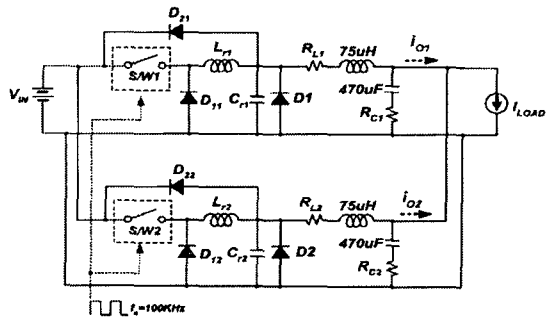 D21
S/W1
Lr1
RL1
75uH
iO1
VIN
D11
Cr1
D1
470uF
RC1
ILOAD
D22
S/W2
Lr2
RL2
75uH
iO2
D12
Cr2
D2
470uF
RC2
fs=100KHz